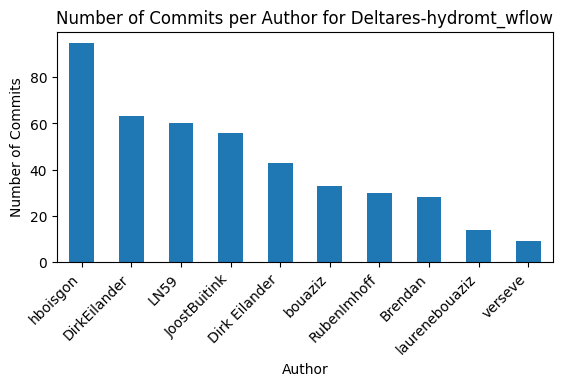 Number of Commits per Author for Deltares-hydromt_wflow
Number of Commits
80
60
40
20
0
hboisgon
DirkEilander
LN59
JoostBuitink
Dirk Eilander
bouaziz
RubenImhoff
Brendan
laurenebouaziz
verseve
Author